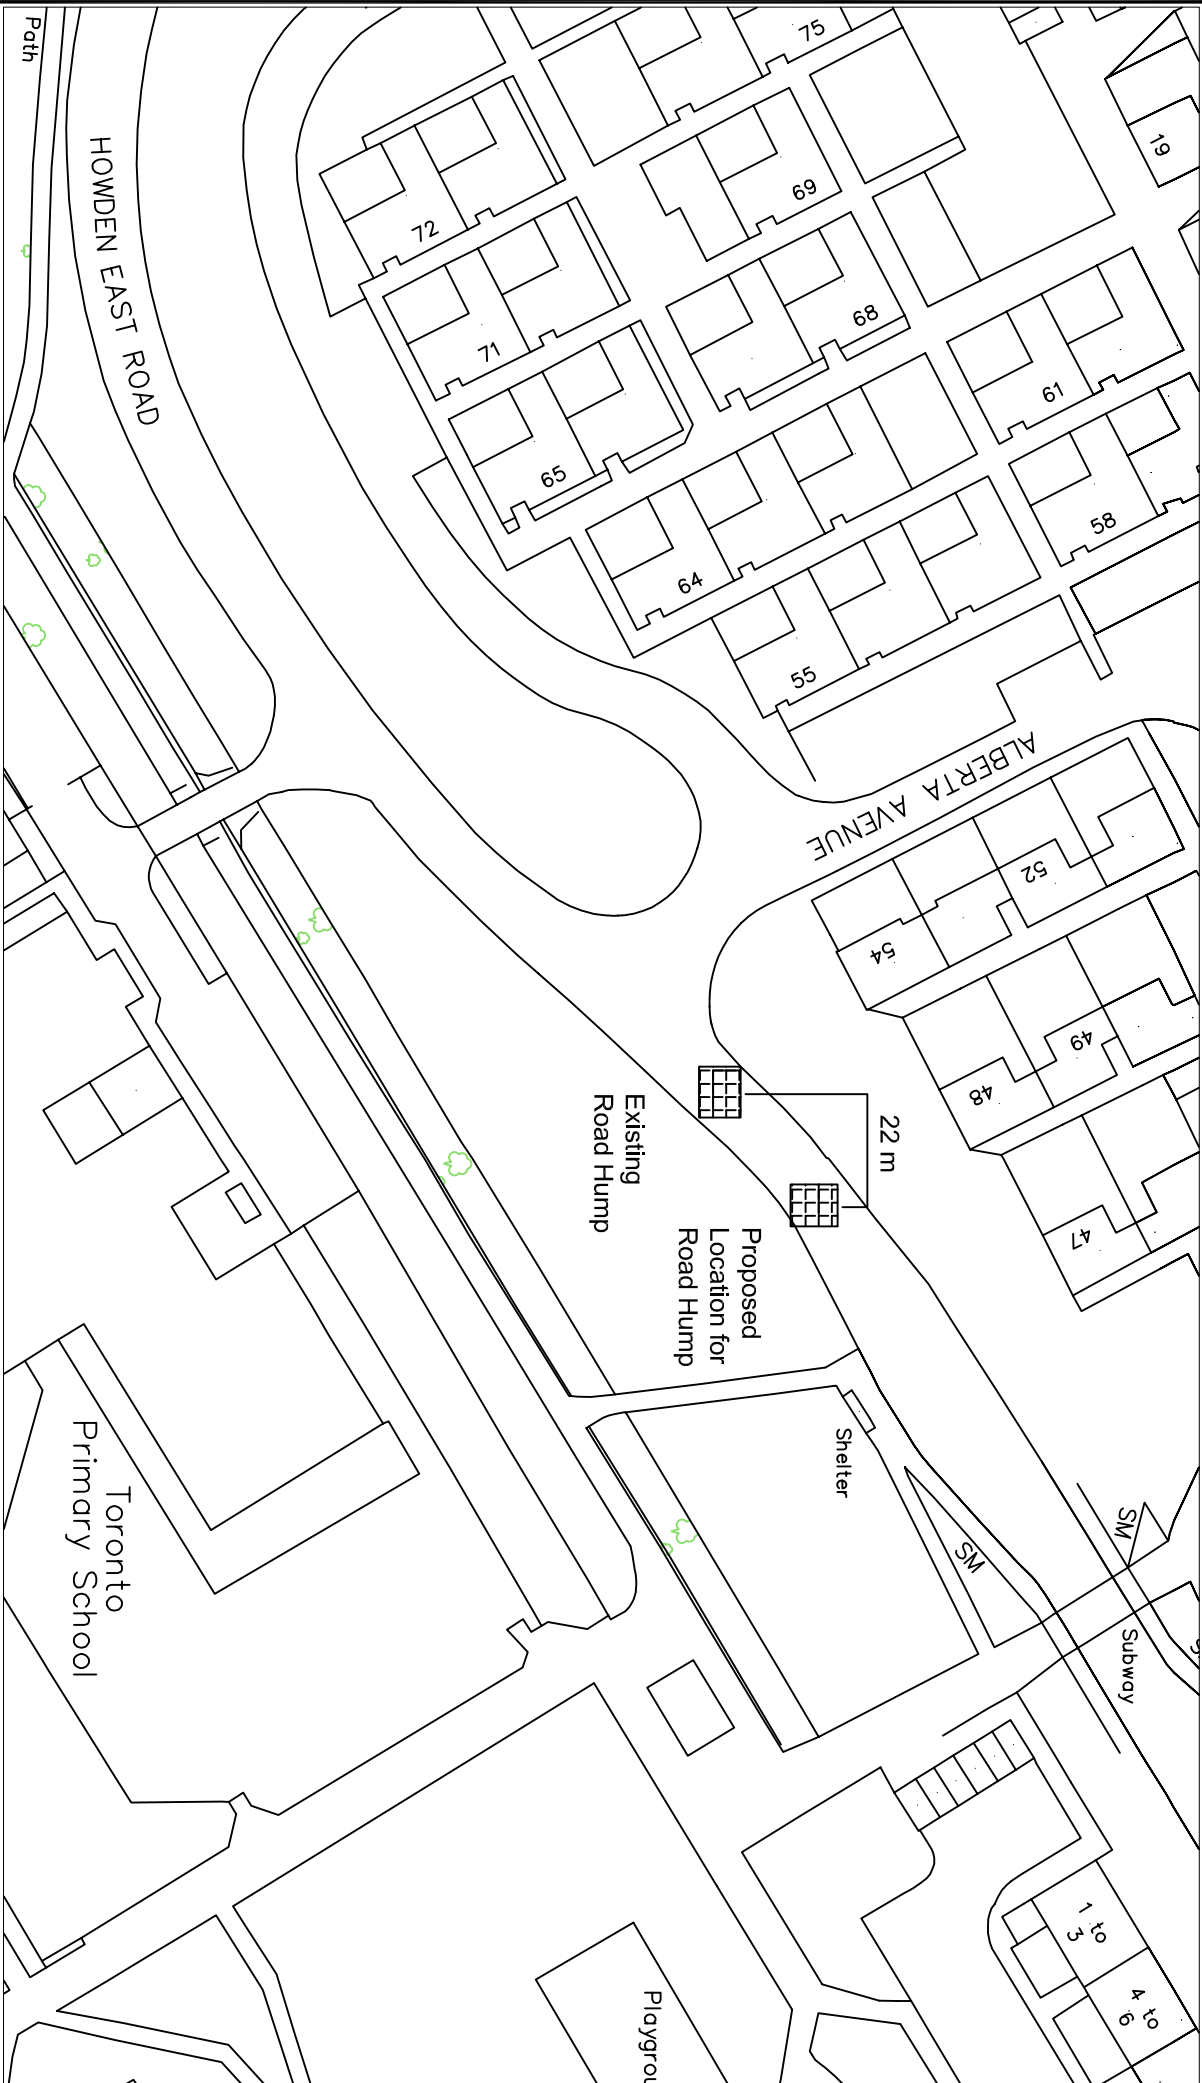 Path
HOWDEN EAST ROAD
75
19
69
72
68
71
61
65
58
64
55
ALBERTA AVENUE
52
54
49
48
47
22 m
Existing
Road Hump
Proposed
Location for
Road Hump
Shelter
SM
SM
Subway
Toronto
Primary School
1 to
3
4 to
6
Playgrou